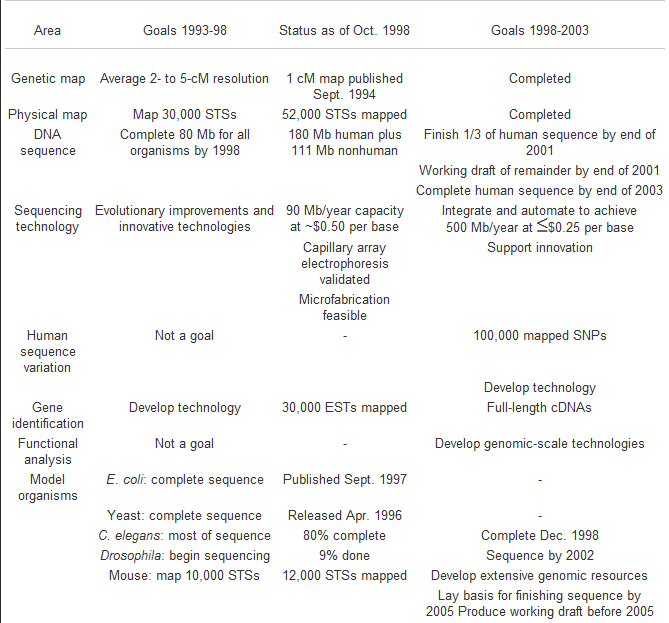 Area Goals 1993-98 Status as of Oct. 1998 Goals 1998-2003
Genetic map Average 2- to 5-cM resolution 1 cM map published Completed
Sept. 1994
Physical map Map 30,000 STSs 52,000 STSs mapped Completed
DNA Complete 80 Mb for all 180 Mb human plus Finish 1/3 of human sequence by end of
sequence organisms by 1998 111 Mb nonhuman 2001
Working draft of remainder by end of 2001
Complete human sequence by end of 2003
Sequencing Evolutionary improvements and 90 Mb/year capacity Integrate and automate to achieve
technology innovative technologies at ~$0.50 per base 500 Mb/year at ≤$0.25 per base
Capillary array Support innovation
electrophoresis
validated
Microfabrication
feasible
Human Not a goal - 100,000 mapped SNPs
sequence
variation
Develop technology
Gene Develop technology 30,000 ESTs mapped Full-length cDNAs
identification
Functional Not a goal - Develop genomic-scale technologies
analysis
Model E. coli: complete sequence Published Sept. 1997 -
organisms
Yeast: complete sequence Released Apr. 1996 -
C. elegans: most of sequence 80% complete Complete Dec. 1998
Drosophila: begin sequencing 9% done Sequence by 2002
Mouse: map 10,000 STSs 12,000 STSs mapped Develop extensive genomic resources
Lay basis for finishing sequence by
2005 Produce working draft before 2005